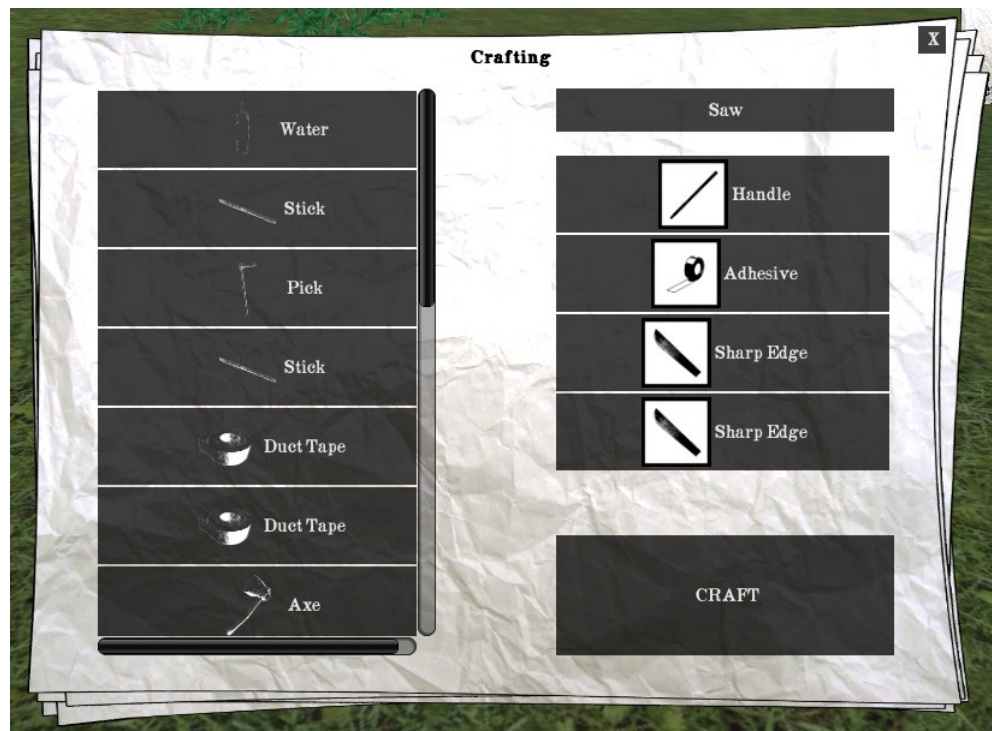 Crafting
X
Water
Stick
Pick
Stick
Duct Tape
Duct Tape
Axe
Saw
Handle
Adhesive
Sharp Edge
Sharp Edge
CRAFT